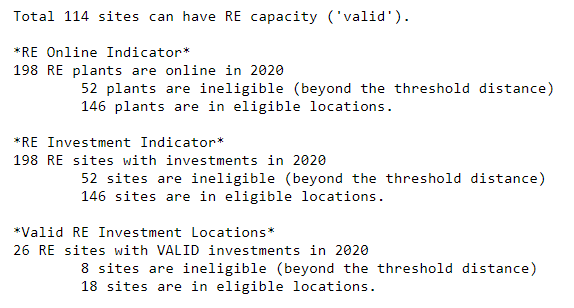 Total 114 sites can have RE capacity ('valid').
*RE Online Indicator*
198 RE plants are online in 2020
52 plants are ineligible (beyond the threshold distance)
146 plants are in eligible locations.
*RE Investment Indicator*
198 RE sites with investments in 2020
52 sites are ineligible (beyond the threshold distance)
146 sites are in eligible locations.
*Valid RE Investment Locations*
26 RE sites with VALID investments in 2020
8 sites are ineligible (beyond the threshold distance)
18 sites are in eligible locations.